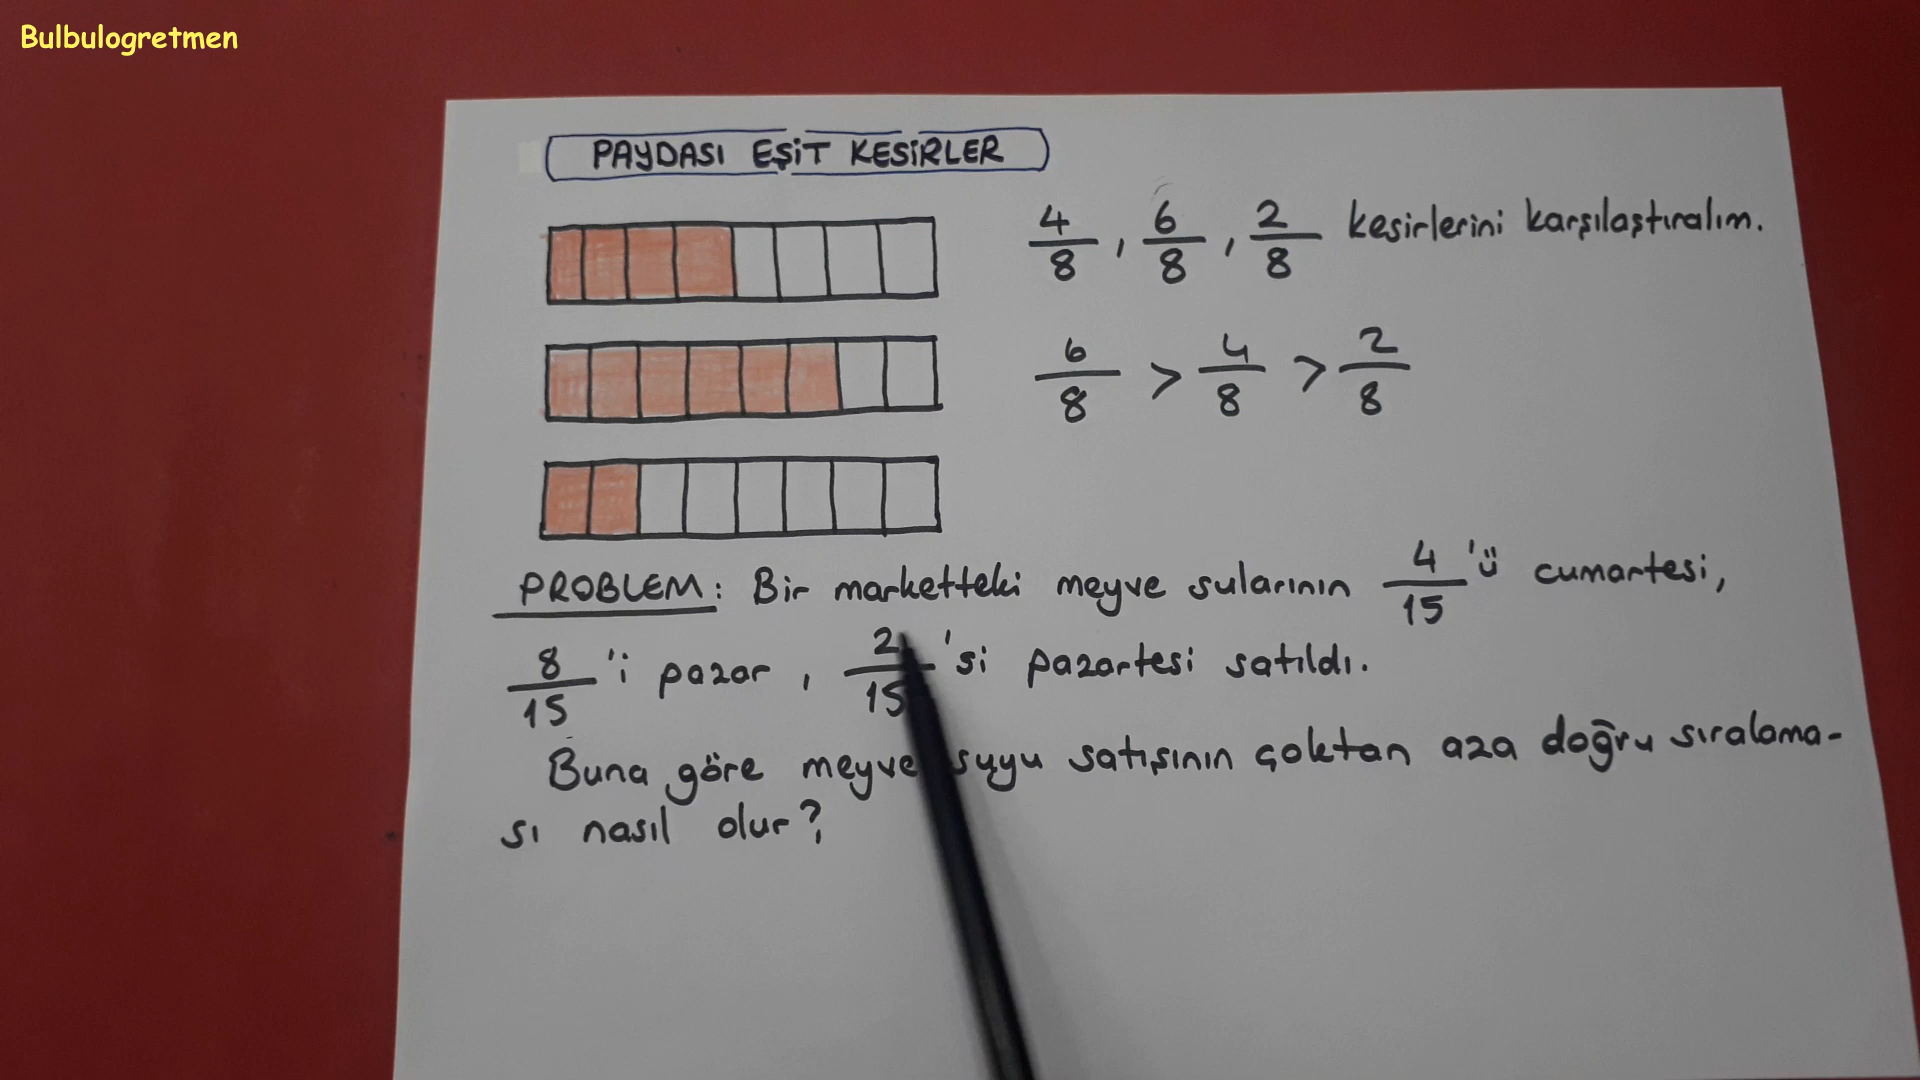 Bulbulogretmen
PAYDASI EŞİT KESİRLER
4/8, 6/8, 2/8 kesirlerini karşılaştıralım.
6/8 > 4/8 > 2/8
PROBLEM: Bir marketteki meyve sularının 4/15'ü cumartesi,
8/15'i pazar, 2/15'si pazartesi satıldı.
Buna göre meyve suyu satışının çoktan aza doğru sıralama-
sı nasıl olur?